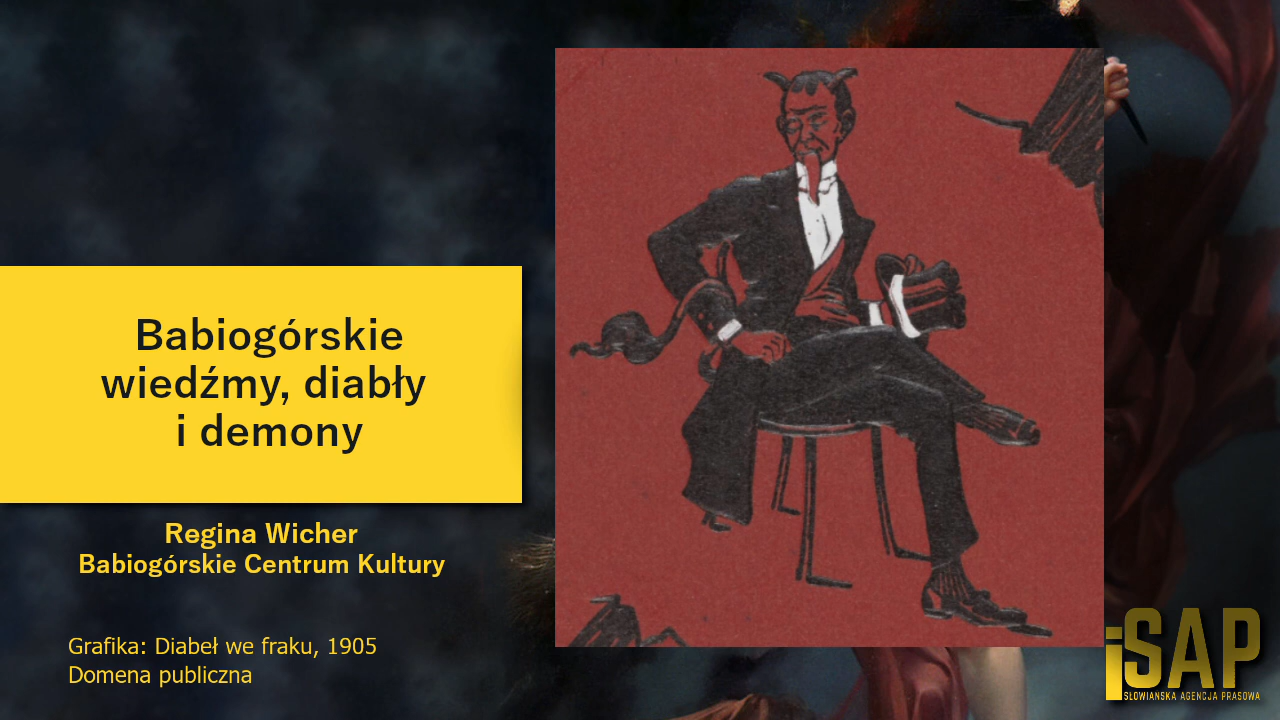 Babiogórskie
wiedźmy, diabły
i demony
Regina Wicher
Babiogórskie Centrum Kultury
Grafika: Diabeł we fraku, 1905
Domena publiczna
iSAP
SŁOWIAŃSKA AGENCJA PRASOWA